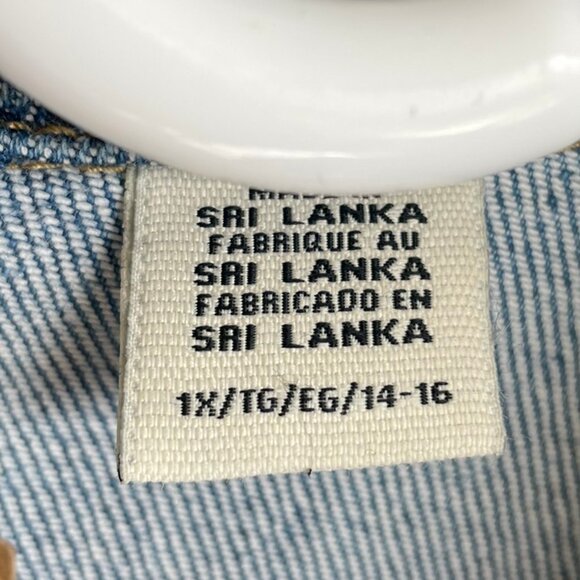 SRI LANKA
FABRIQUE AU
SRI LANKA
FABRICADO EN
SRI LANKA
1X/TG/EG/14-16